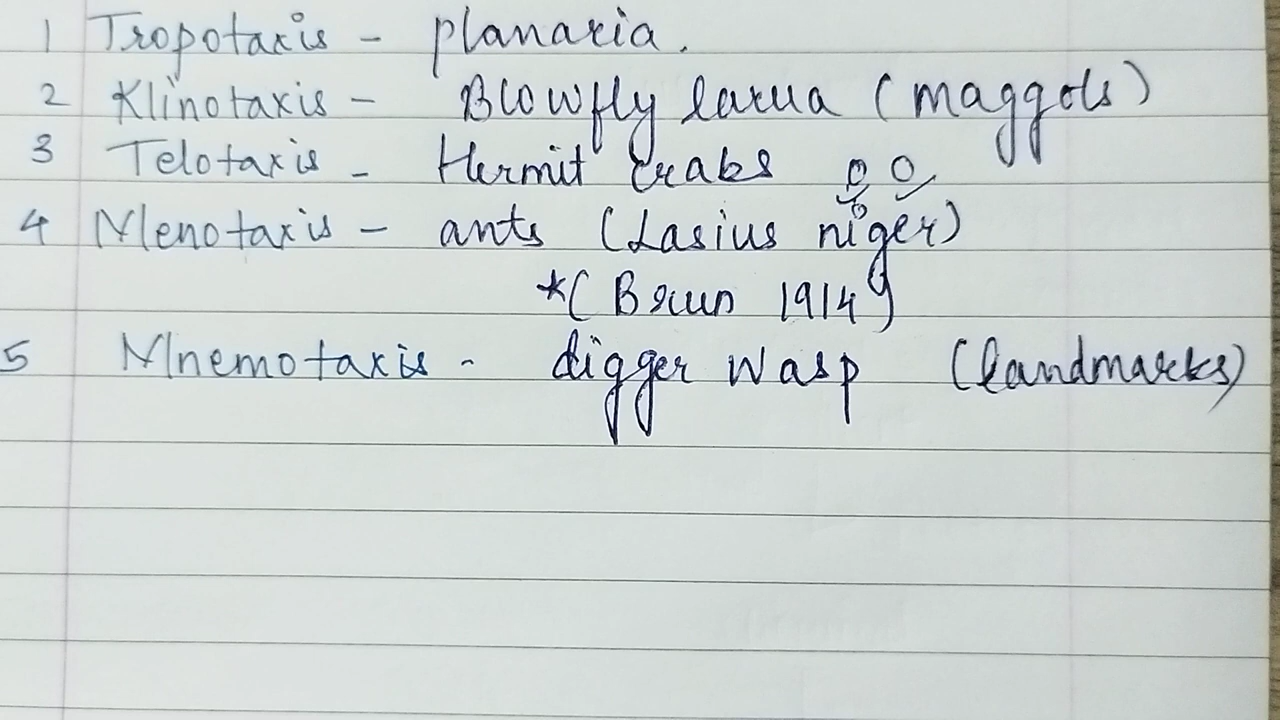 1 Tropotaxis - planaria.
2 Klinotaxis - Blowfly larva (maggots)
3 Telotaxis - Hermit crabs
4 Menotaxis - ants (Lasius niger)
*(Brun 1914)
5 Mnemotaxis - digger wasp (landmarks)